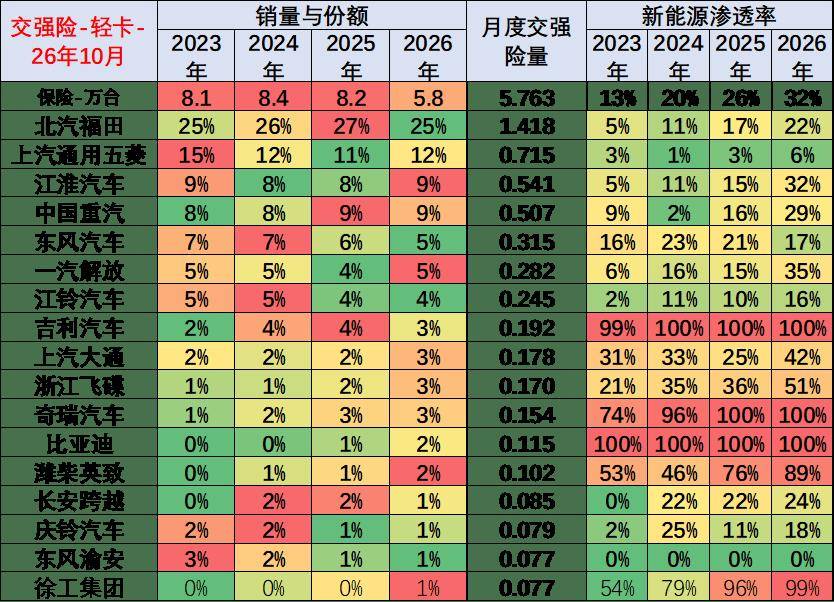 交强险-轻卡-26年10月 销量与份额 月度交强险量 新能源渗透率
2023年 2024年 2025年 2026年 2023年 2024年 2025年 2026年
保险-万台 8.1 8.4 8.2 5.8 5.763 13% 20% 26% 32%
北汽福田 25% 26% 27% 25% 1.418 5% 11% 17% 22%
上汽通用五菱 15% 12% 11% 12% 0.715 3% 1% 3% 6%
江淮汽车 9% 8% 8% 9% 0.541 5% 11% 15% 32%
中国重汽 8% 8% 9% 9% 0.507 9% 2% 16% 29%
东风汽车 7% 7% 6% 5% 0.315 16% 23% 21% 17%
一汽解放 5% 5% 4% 5% 0.282 6% 16% 15% 35%
江铃汽车 5% 5% 4% 4% 0.245 2% 11% 10% 16%
吉利汽车 2% 4% 4% 3% 0.192 99% 100% 100% 100%
上汽大通 2% 2% 2% 3% 0.178 31% 33% 25% 42%
浙江飞碟 1% 1% 2% 3% 0.170 21% 35% 36% 51%
奇瑞汽车 1% 2% 3% 3% 0.154 74% 96% 100% 100%
比亚迪 0% 0% 1% 2% 0.115 100% 100% 100% 100%
潍柴英致 0% 1% 1% 2% 0.102 53% 46% 76% 89%
长安跨越 0% 2% 2% 1% 0.085 0% 22% 22% 24%
庆铃汽车 2% 2% 1% 1% 0.079 2% 25% 11% 18%
东风渝安 3% 2% 1% 1% 0.077 0% 0% 0% 0%
徐工集团 0% 0% 0% 1% 0.077 54% 79% 96% 99%